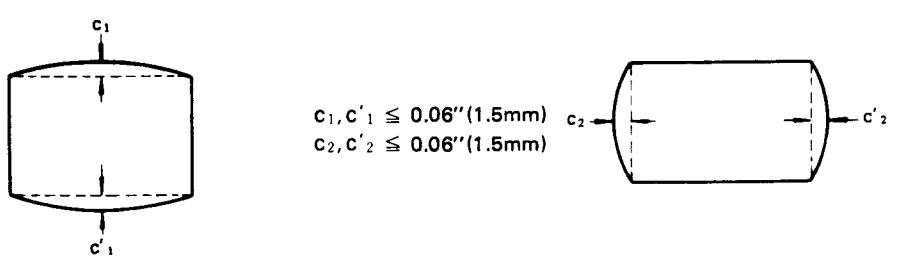 C₁
C₁,C'₁ ≦ 0.06''(1.5mm)
C₂,C'₂ ≦ 0.06''(1.5mm)
C₂
C'₂
C'₁